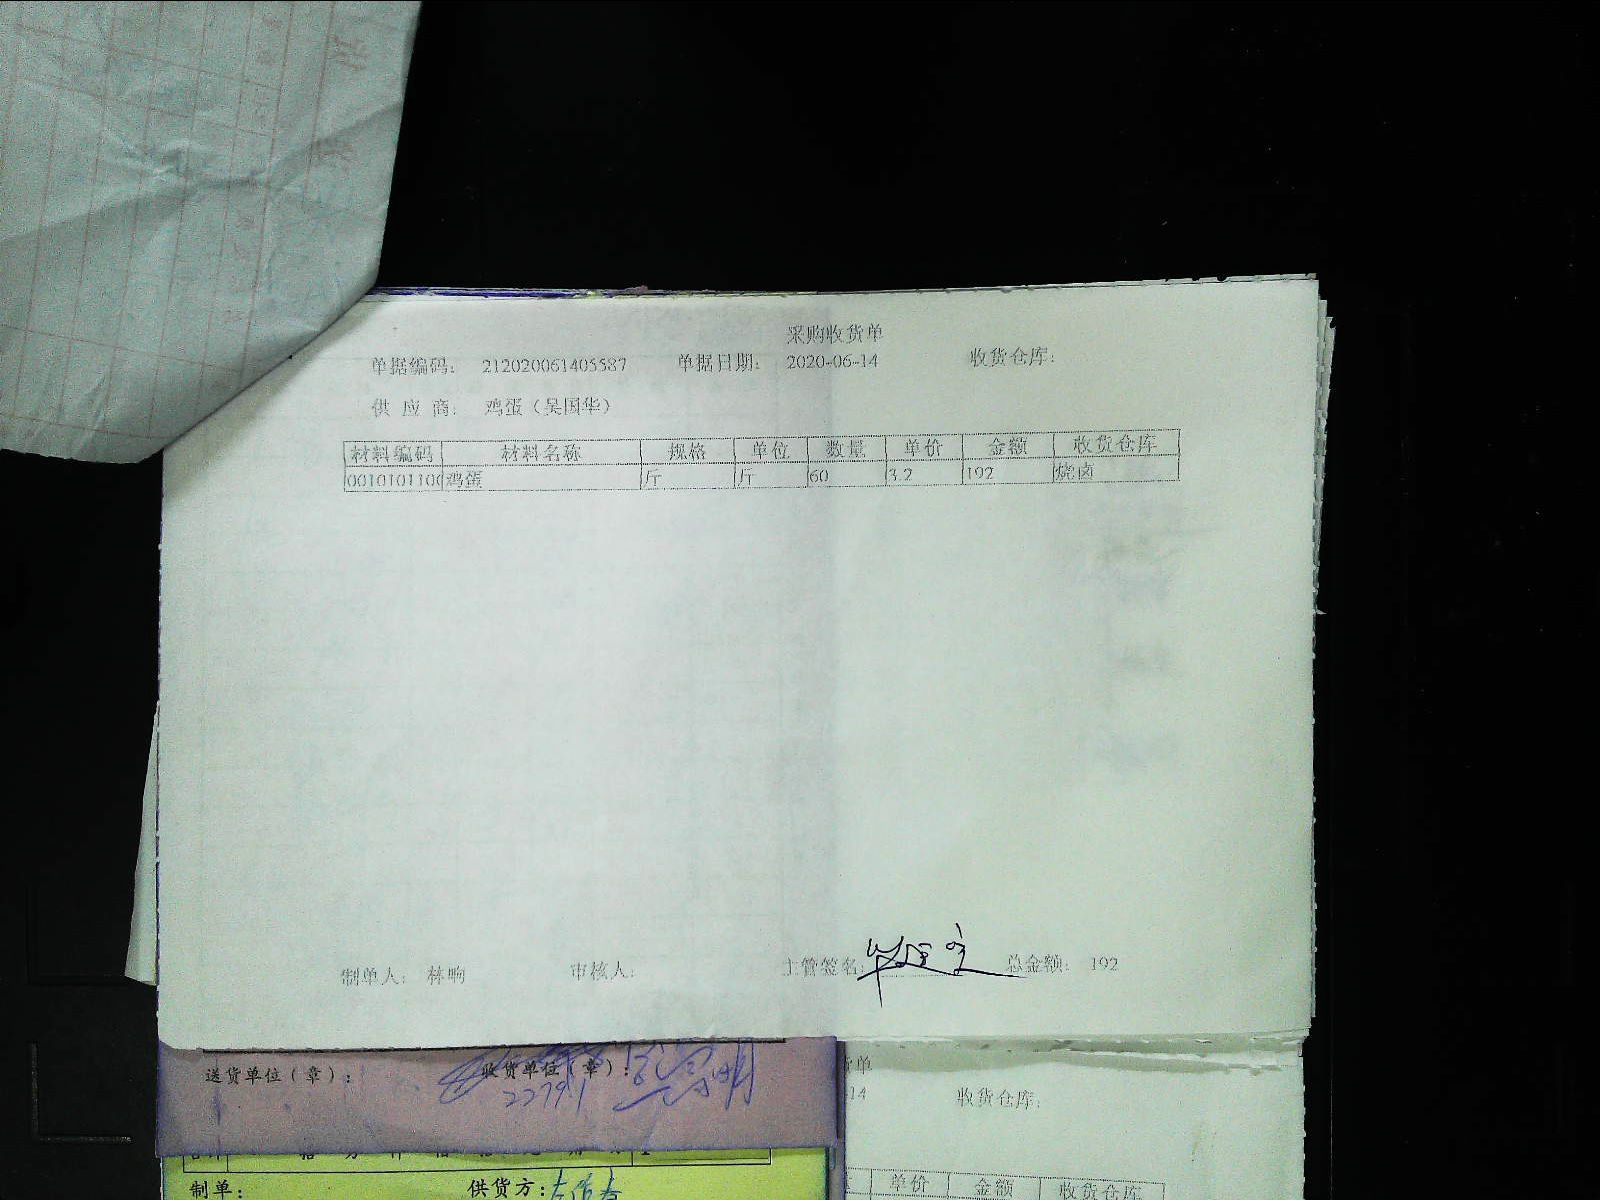 采购收货单
单据编码: 212020061405587 单据日期: 2020-06-14 收货仓库:
供 应 商: 鸡蛋(吴国华)
材料编码 材料名称 规格 单位 数量 单价 金额 收货仓库
0010101100 鸡蛋 斤 斤 60 3.2 192 烧卤
制单人: 林响 审核人: 主管签名: 总金额: 192
送货单位(章): 收货单位(章):
货单
14 收货仓库:
制单: 供货方:
单价 金额 收货仓库